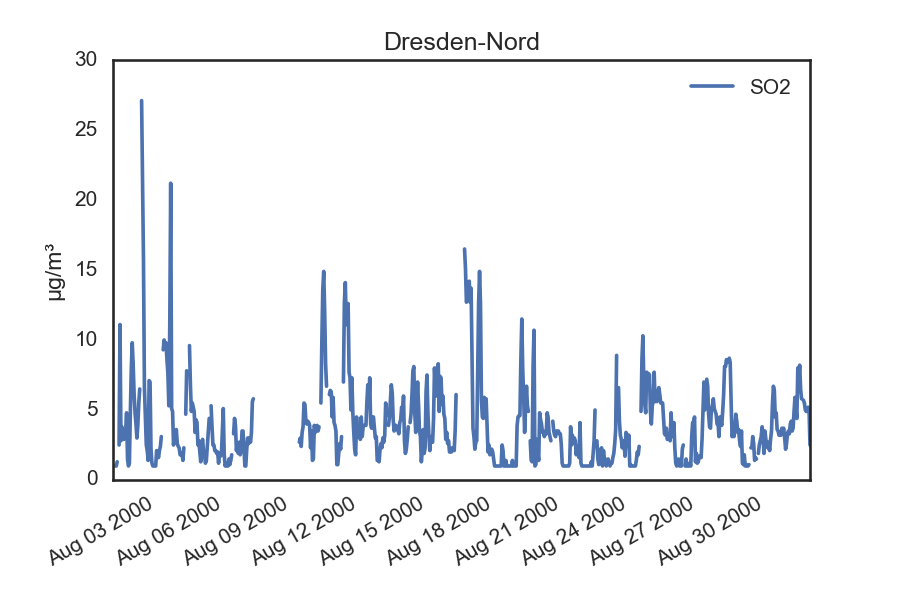 Dresden-Nord
30
25
20
15
10
5
0
µg/m³
SO2
Aug 03 2000
Aug 06 2000
Aug 09 2000
Aug 12 2000
Aug 15 2000
Aug 18 2000
Aug 21 2000
Aug 24 2000
Aug 27 2000
Aug 30 2000